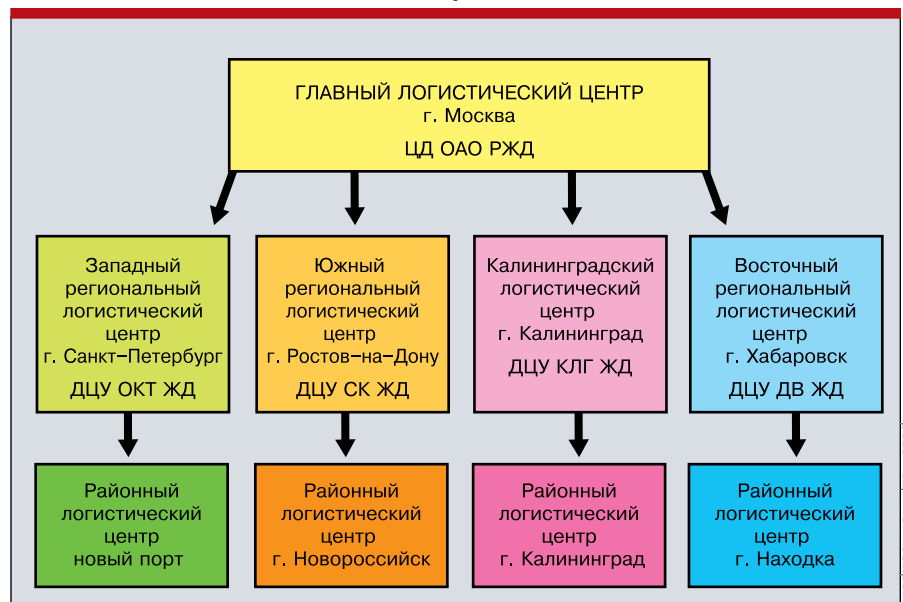 ГЛАВНЫЙ ЛОГИСТИЧЕСКИЙ ЦЕНТР
г. Москва
ЦД ОАО РЖД
Западный
региональный
логистический
центр
г. Санкт-Петербург
ДЦУ ОКТ ЖД
Южный
региональный
логистический
центр
г. Ростов-на-Дону
ДЦУ СК ЖД
Калининградский
логистический
центр
г. Калининград
ДЦУ КЛГ ЖД
Восточный
региональный
логистический
центр
г. Хабаровск
ДЦУ ДВ ЖД
Районный
логистический
центр
новый порт
Районный
логистический
центр
г. Новороссийск
Районный
логистический
центр
г. Калининград
Районный
логистический
центр
г. Находка